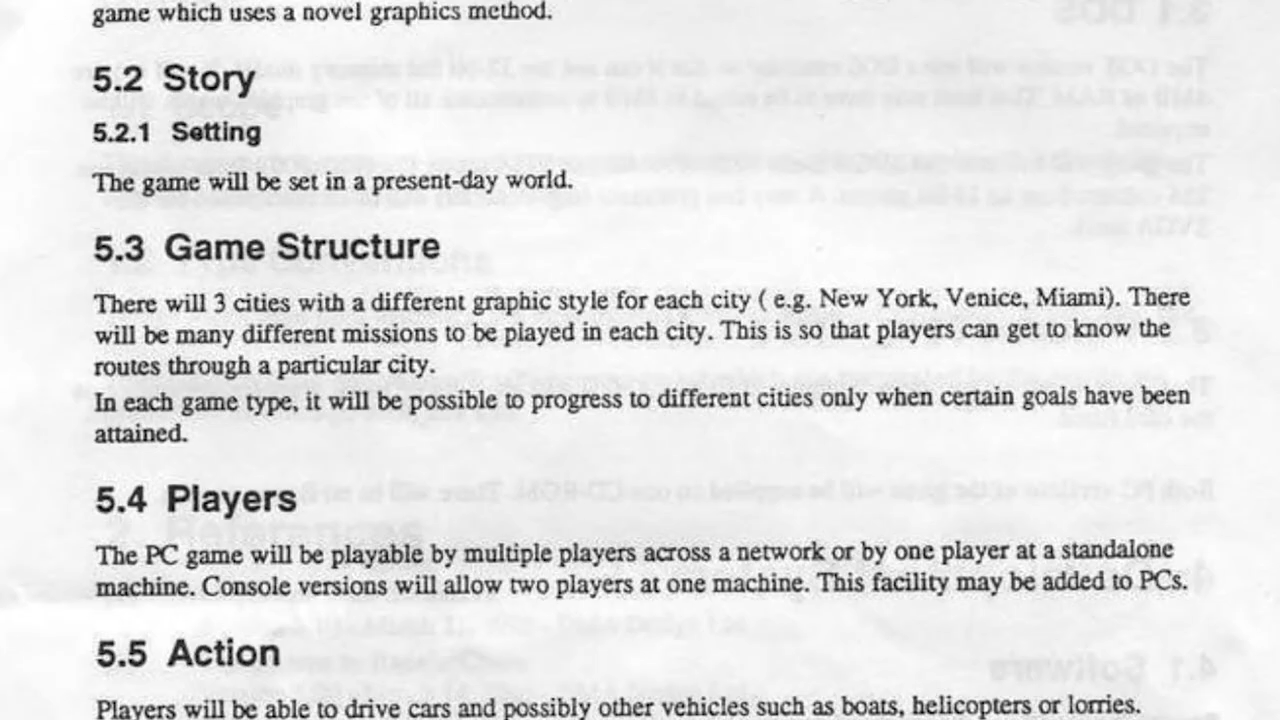 game which uses a novel graphics method.
5.2 Story
5.2.1 Setting
The game will be set in a present-day world.
5.3 Game Structure
There will 3 cities with a different graphic style for each city ( e.g. New York, Venice, Miami). There
will be many different missions to be played in each city. This is so that players can get to know the
routes through a particular city.
In each game type, it will be possible to progress to different cities only when certain goals have been
attained.
5.4 Players
The PC game will be playable by multiple players across a network or by one player at a standalone
machine. Console versions will allow two players at one machine. This facility may be added to PCs.
5.5 Action
Players will be able to drive cars and possibly other vehicles such as boats, helicopters or lorries.